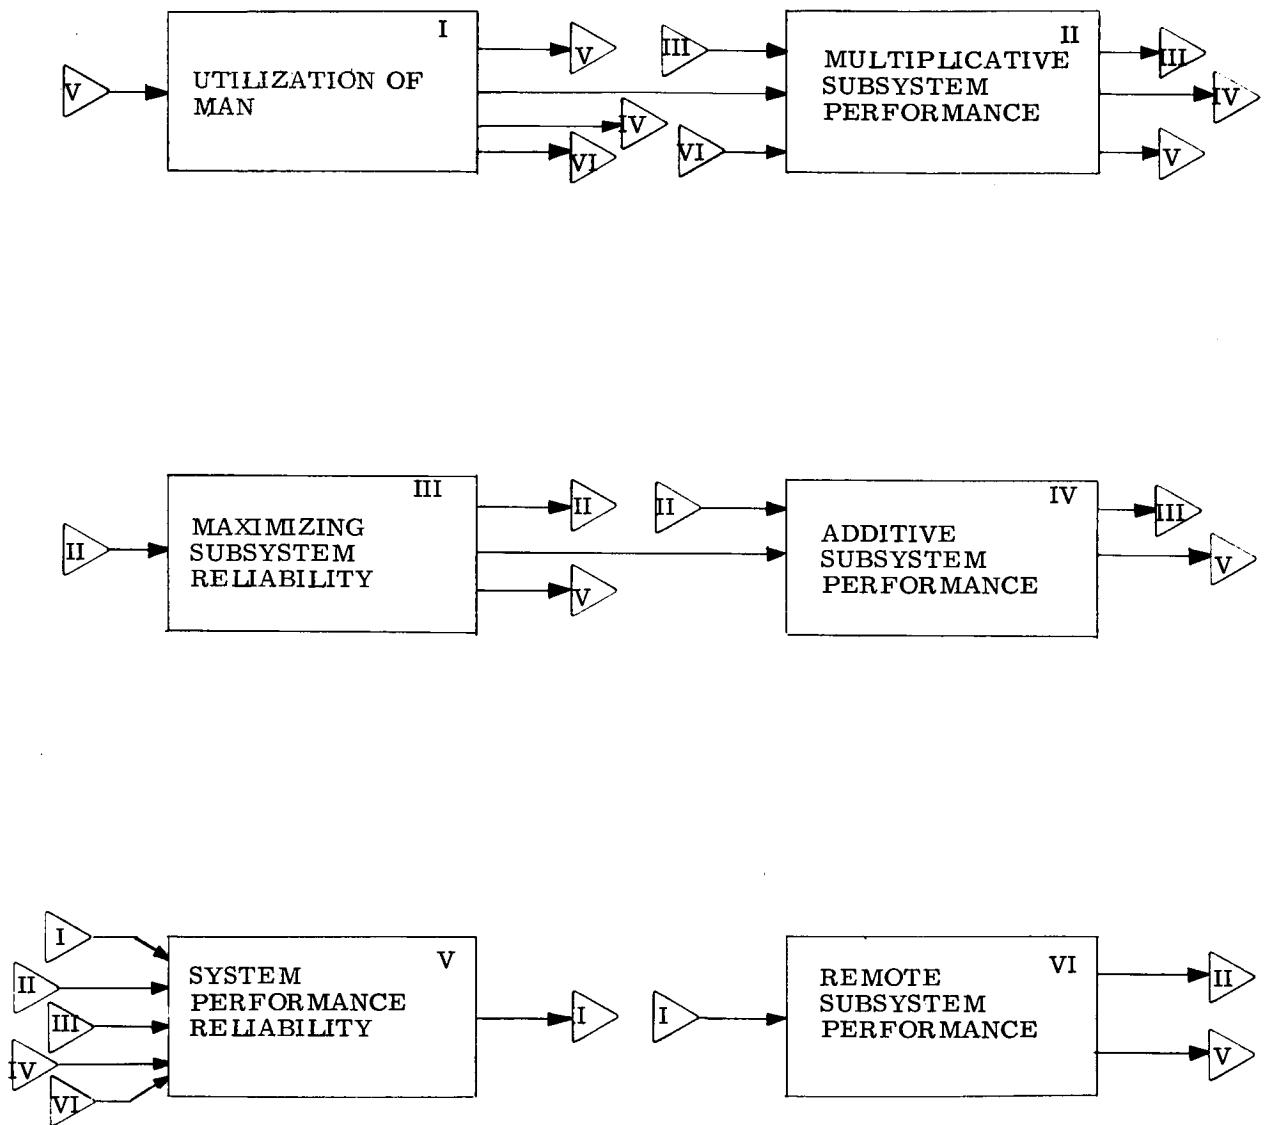 I
V
UTILIZATION OF
MAN
V
IV
VI
III
VI
II
MULTIPLICATIVE
SUBSYSTEM
PERFORMANCE
III
IV
V
III
II
MAXIMIZING
SUBSYSTEM
RELIABILITY
II
V
II
IV
ADDITIVE
SUBSYSTEM
PERFORMANCE
III
V
I
II
III
IV
VI
V
SYSTEM
PERFORMANCE
RELIABILITY
I
I
VI
REMOTE
SUBSYSTEM
PERFORMANCE
II
V